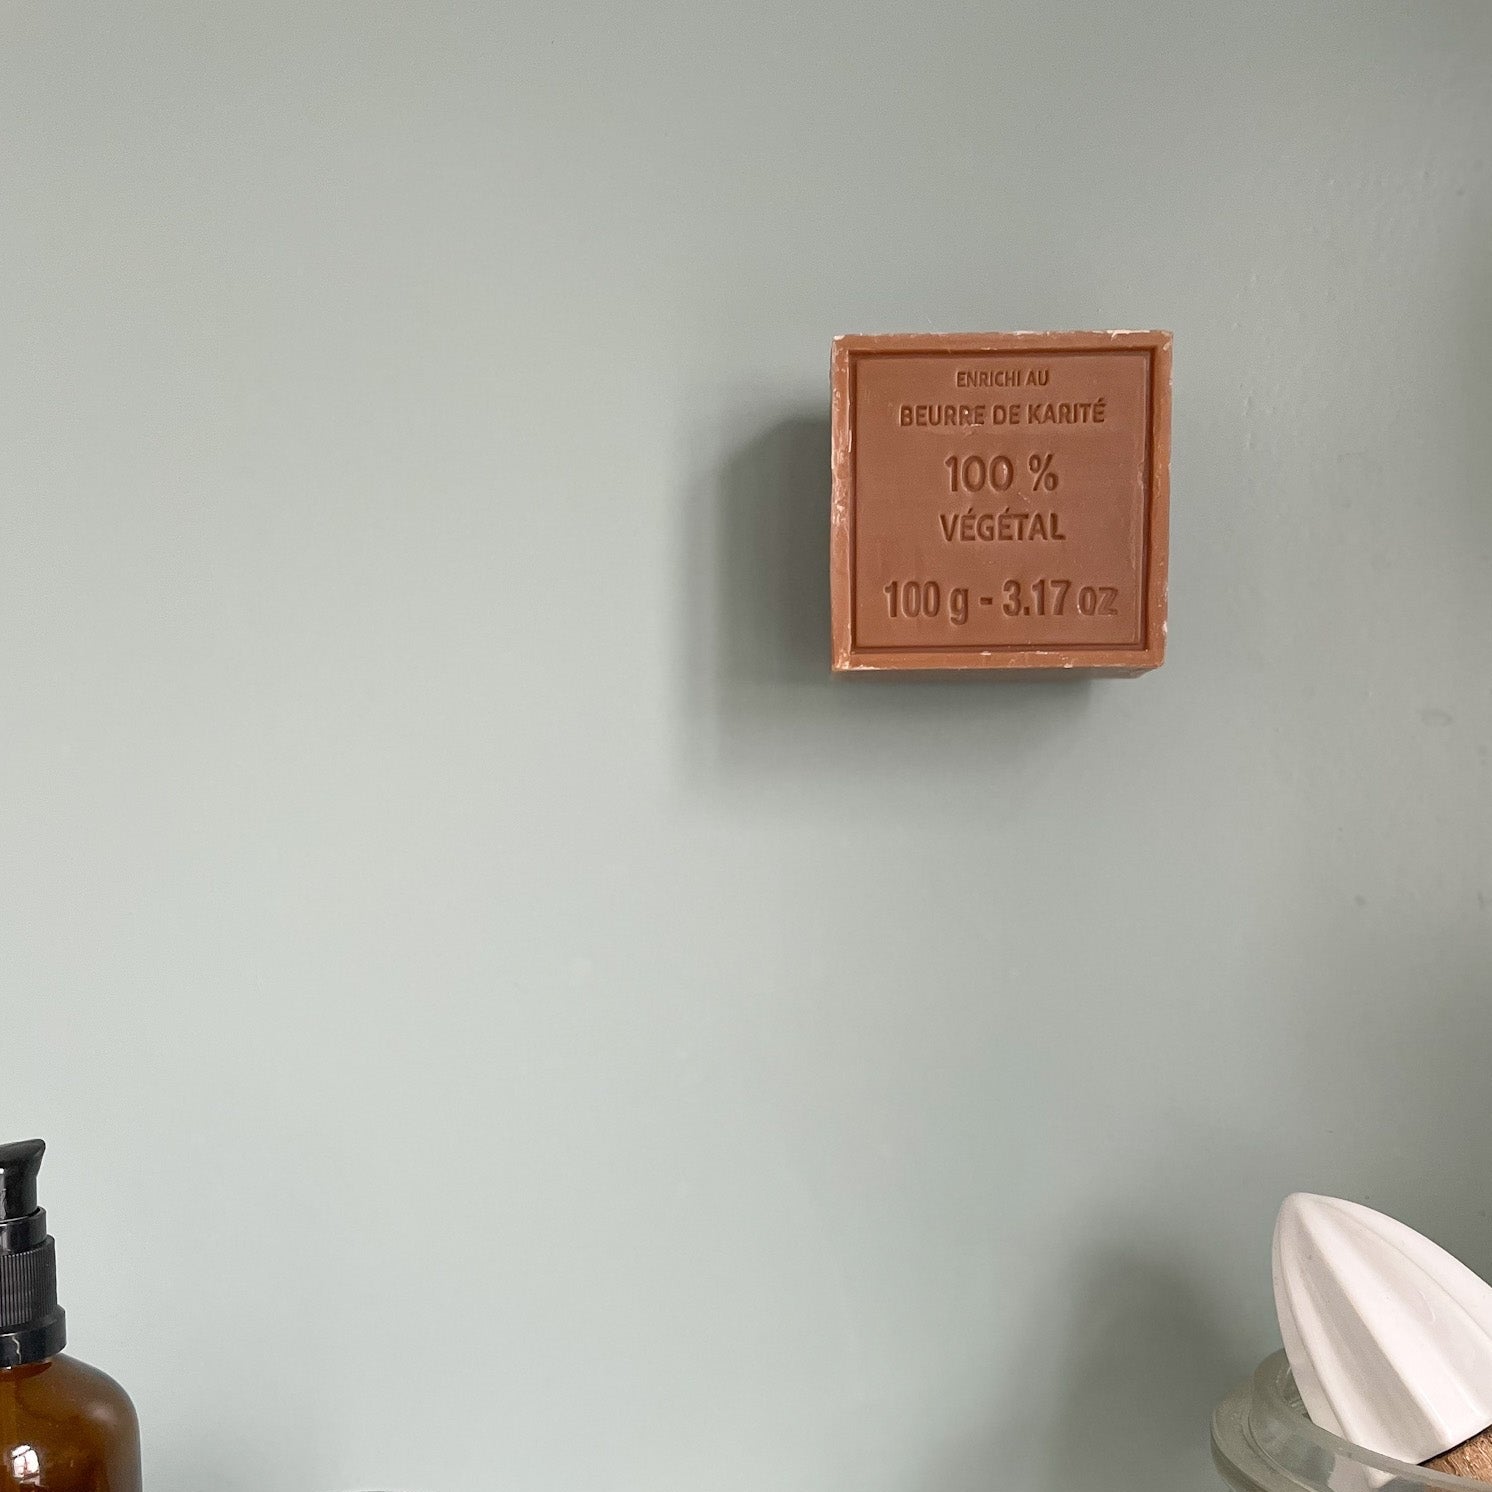 ENRICHI AU
BEURRE DE KARITÉ
100 %
VÉGÉTAL
100 g - 3.17 oz